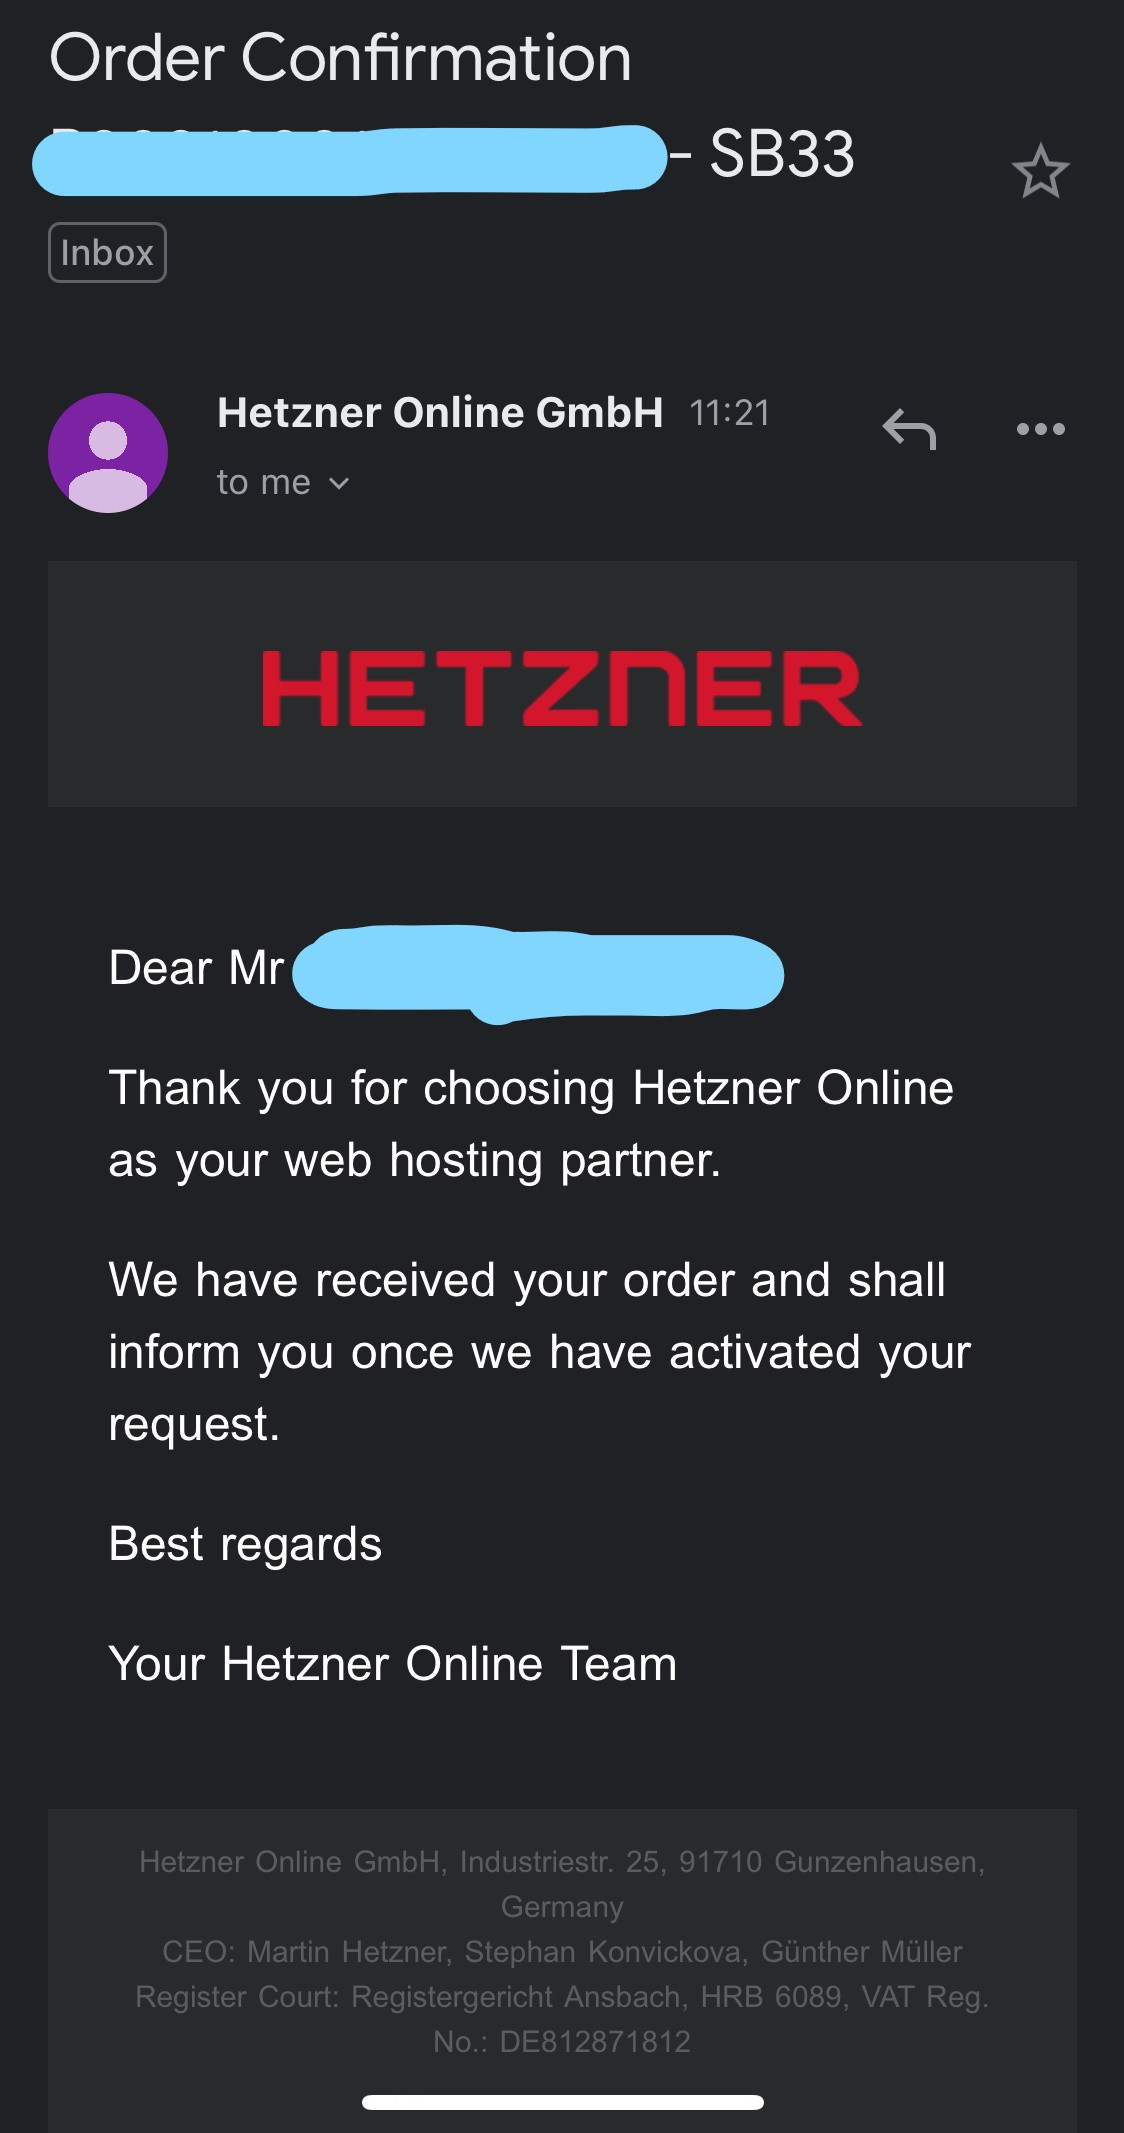 Order Confirmation
- SB33
Inbox
Hetzner Online GmbH 11:21
to me
HETZNER
Dear Mr
Thank you for choosing Hetzner Online
as your web hosting partner.
We have received your order and shall
inform you once we have activated your
request.
Best regards
Your Hetzner Online Team
Hetzner Online GmbH, Industriestr. 25, 91710 Gunzenhausen,
Germany
CEO: Martin Hetzner, Stephan Konvickova, Günther Müller
Register Court: Registergericht Ansbach, HRB 6089, VAT Reg.
No.: DE812871812